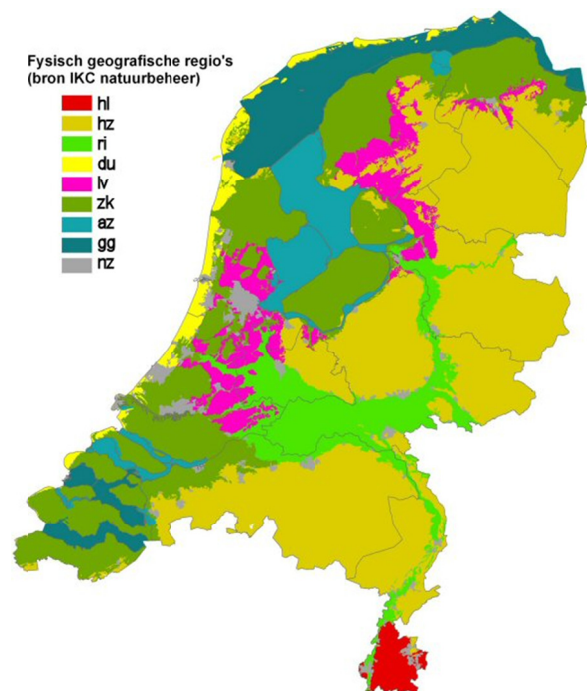 Fysisch geografische regio's
(bron IKC natuurbeheer)
hl
hz
ri
du
lv
zk
az
gg
nz